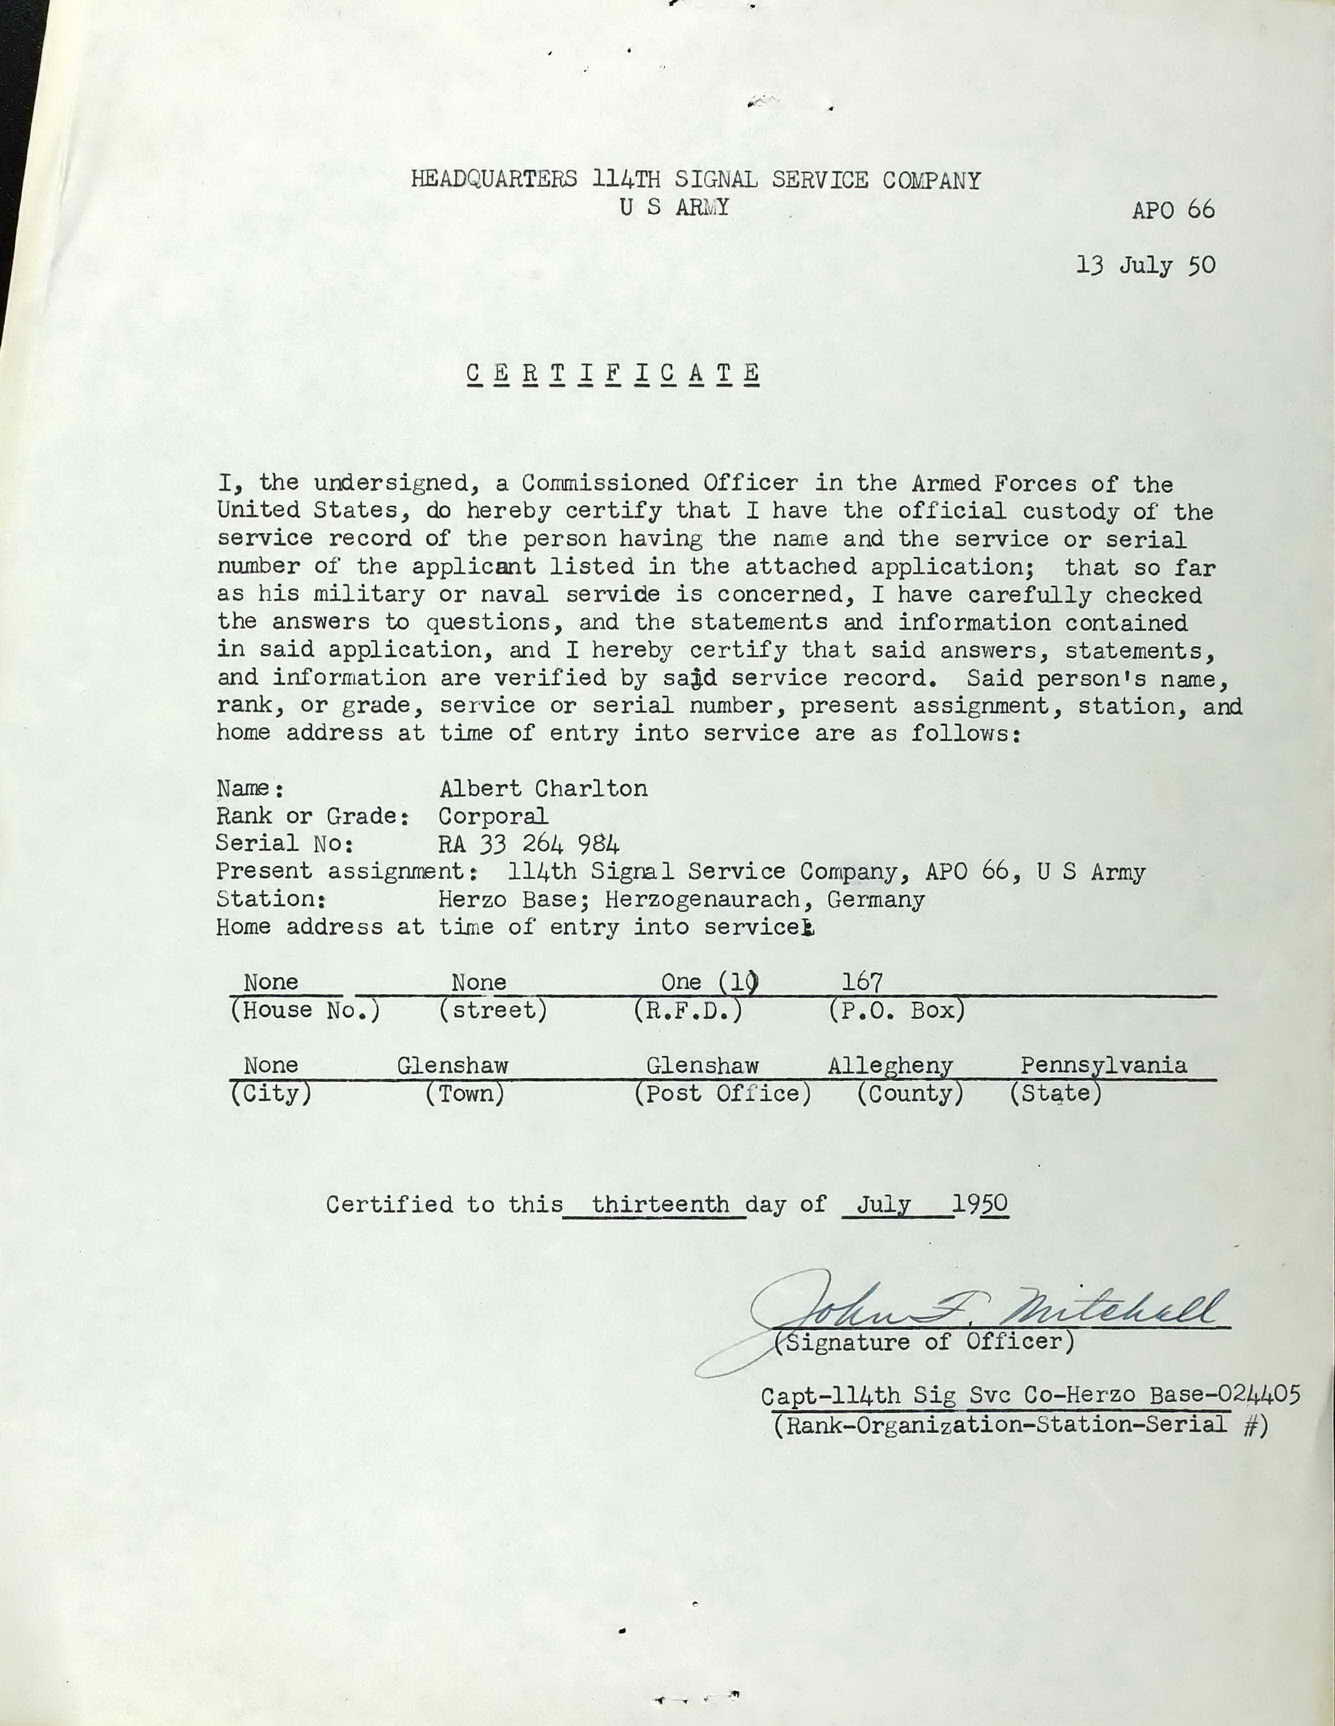 HEADQUARTERS 114TH SIGNAL SERVICE COMPANY
U S ARMY
APO 66
13 July 50
C E R T I F I C A T E
I, the undersigned, a Commissioned Officer in the Armed Forces of the
United States, do hereby certify that I have the official custody of the
service record of the person having the name and the service or serial
number of the applicant listed in the attached application;  that so far
as his military or naval servide is concerned, I have carefully checked
the answers to questions, and the statements and information contained
in said application, and I hereby certify that said answers, statements,
and information are verified by said service record.  Said person's name,
rank, or grade, service or serial number, present assignment, station, and
home address at time of entry into service are as follows:
Name: Albert Charlton
Rank or Grade: Corporal
Serial No: RA 33 264 984
Present assignment: 114th Signal Service Company, APO 66, U S Army
Station: Herzo Base; Herzogenaurach, Germany
Home address at time of entry into service:
None None One (1) 167
(House No.) (street) (R.F.D.) (P.O. Box)
None Glenshaw Glenshaw Allegheny Pennsylvania
(City) (Town) (Post Office) (County) (State)
Certified to this thirteenth day of July 1950
John F. Mitchell
(Signature of Officer)
Capt-114th Sig Svc Co-Herzo Base-024405
(Rank-Organization-Station-Serial #)